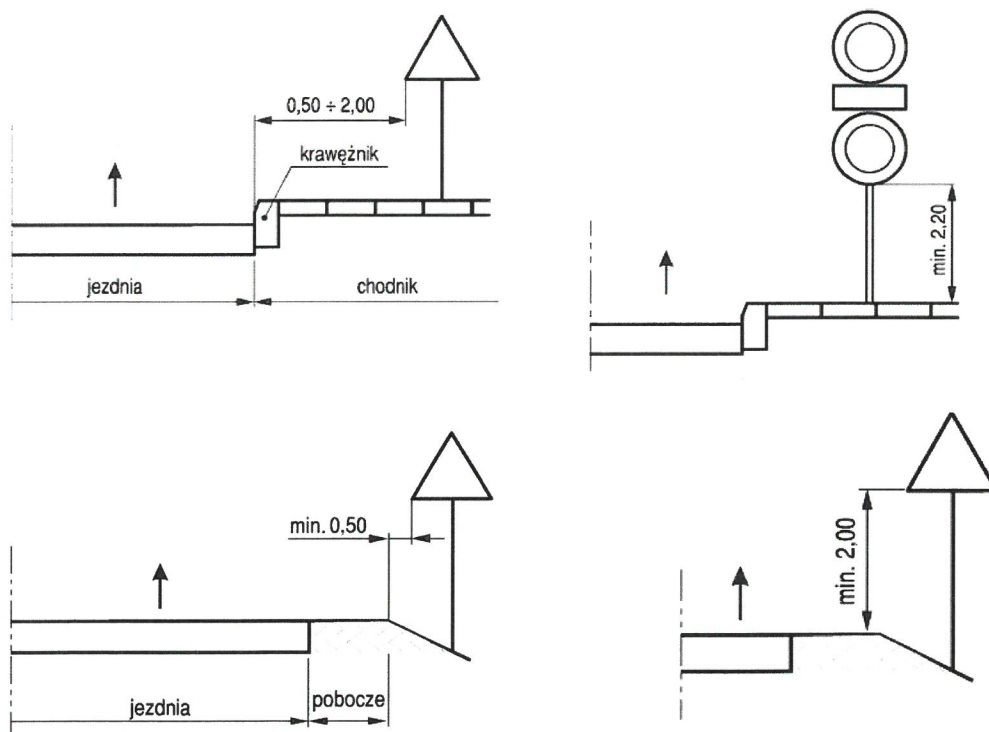 0,50 ÷ 2,00
krawężnik
jezdnia
chodnik
min. 2,20
min. 0,50
jezdnia
pobocze
min. 2,00